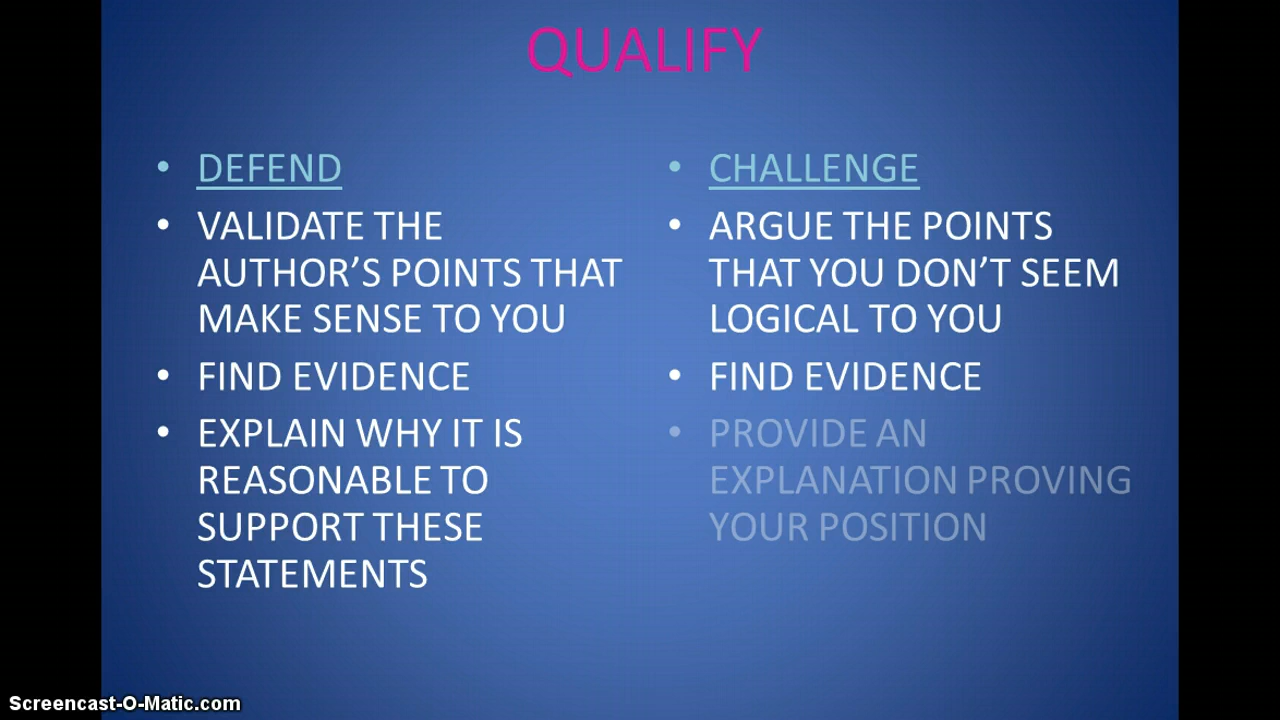 QUALIFY
• DEFEND
• VALIDATE THE
AUTHOR’S POINTS THAT
MAKE SENSE TO YOU
• FIND EVIDENCE
• EXPLAIN WHY IT IS
REASONABLE TO
SUPPORT THESE
STATEMENTS
• CHALLENGE
• ARGUE THE POINTS
THAT YOU DON’T SEEM
LOGICAL TO YOU
• FIND EVIDENCE
• PROVIDE AN
EXPLANATION PROVING
YOUR POSITION
Screencast-O-Matic.com